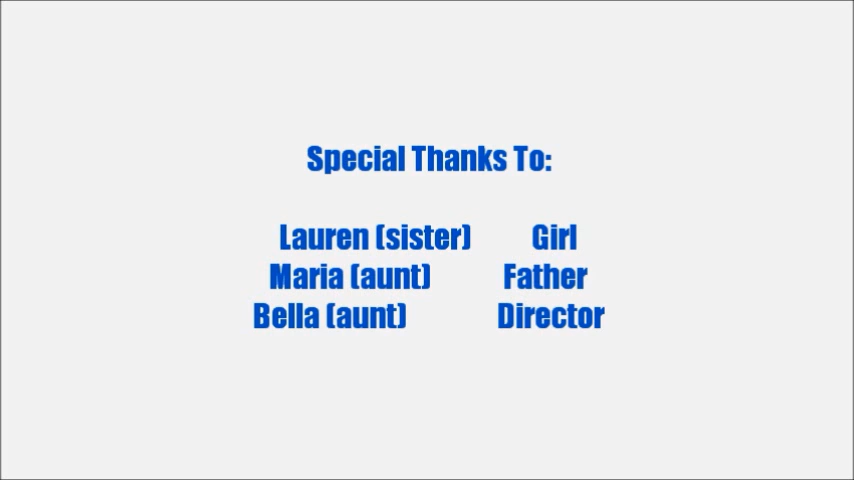 Special Thanks To:
Lauren (sister) Girl
Maria (aunt) Father
Bella (aunt) Director